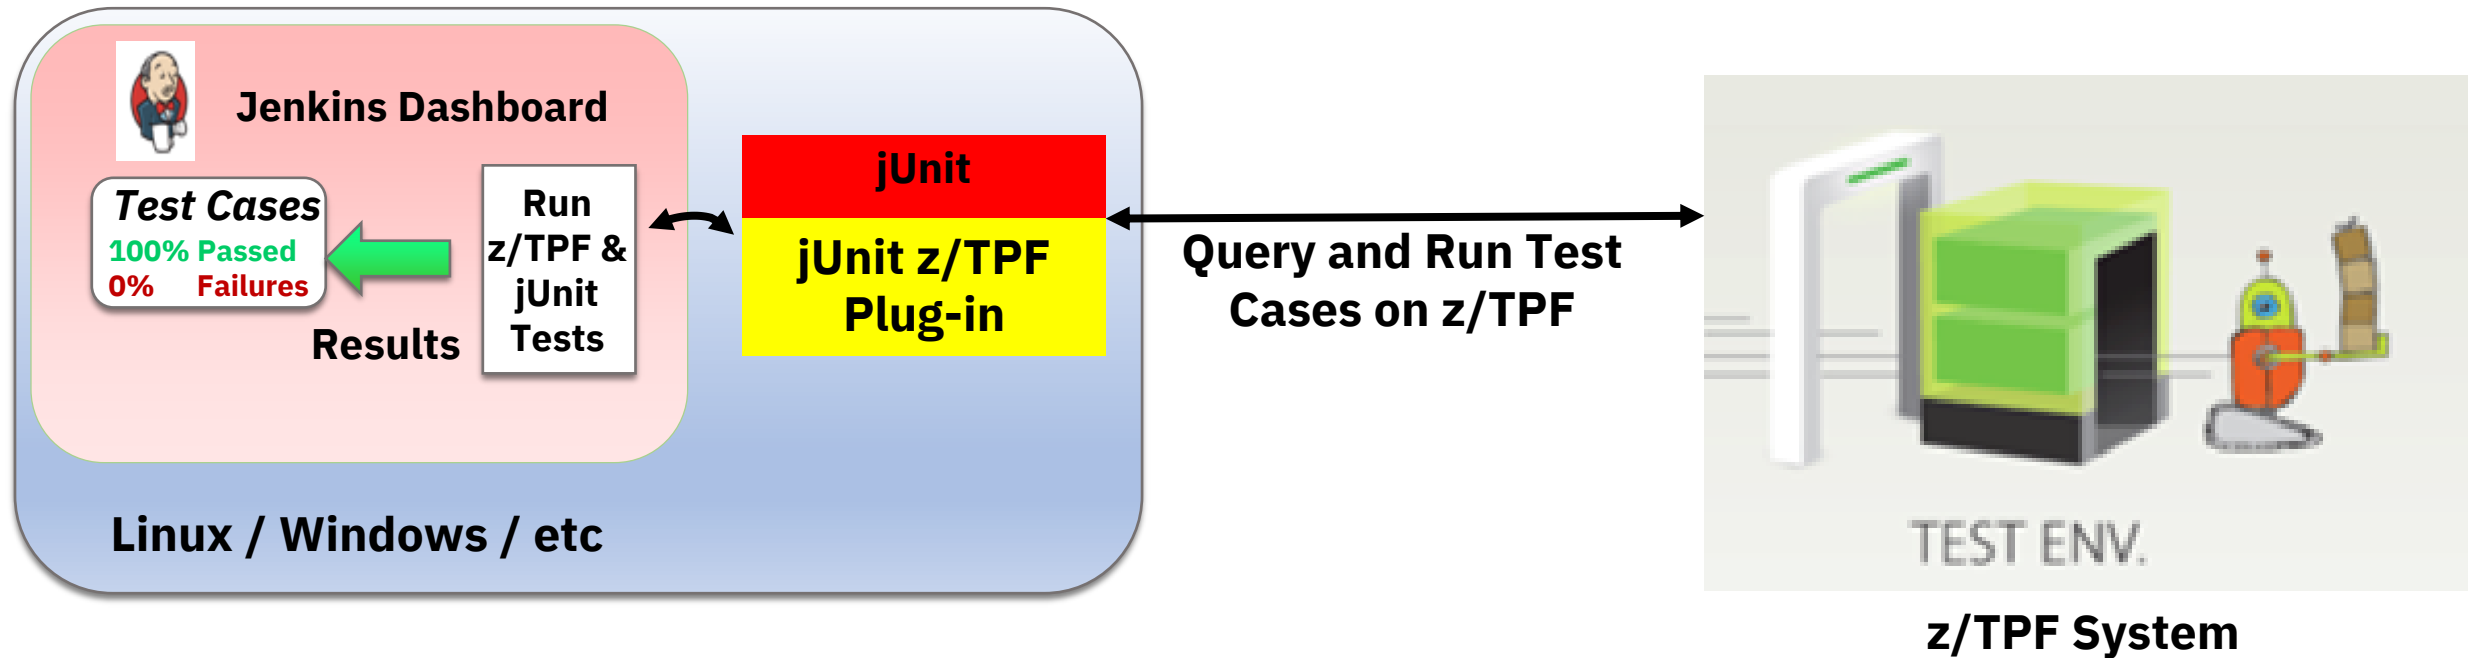 Jenkins Dashboard
Test Cases
100% Passed
0% Failures
Results
Run
z/TPF &
jUnit
Tests
jUnit
jUnit z/TPF
Plug-in
Query and Run Test
Cases on z/TPF
Linux / Windows / etc
TEST ENV.
z/TPF System